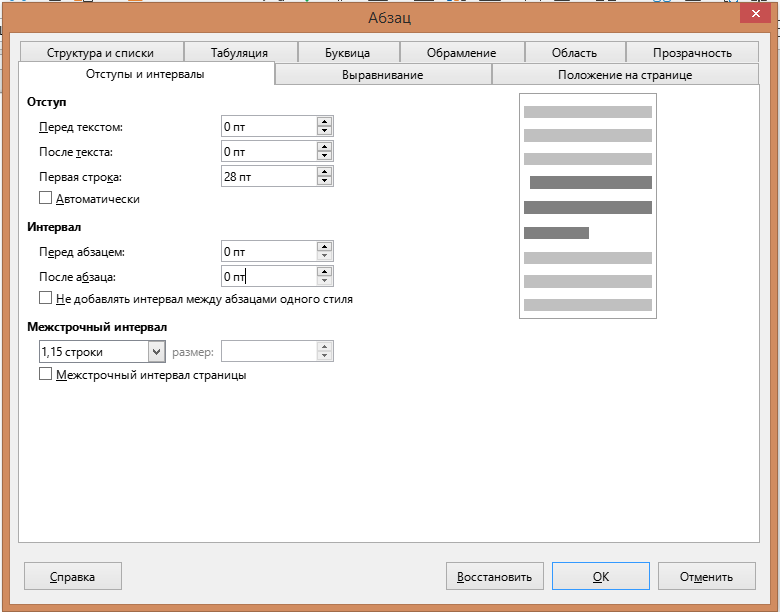 Абзац
Структура и списки Табуляция Буквица Обрамление Область Прозрачность
Отступы и интервалы Выравнивание Положение на странице
Отступ
Перед текстом: 0 пт
После текста: 0 пт
Первая строка: 28 пт
Автоматически
Интервал
Перед абзацем: 0 пт
После абзаца: 0 пт
Не добавлять интервал между абзацами одного стиля
Межстрочный интервал
1,15 строки размер:
Межстрочный интервал страницы
Справка Восстановить ОК Отменить